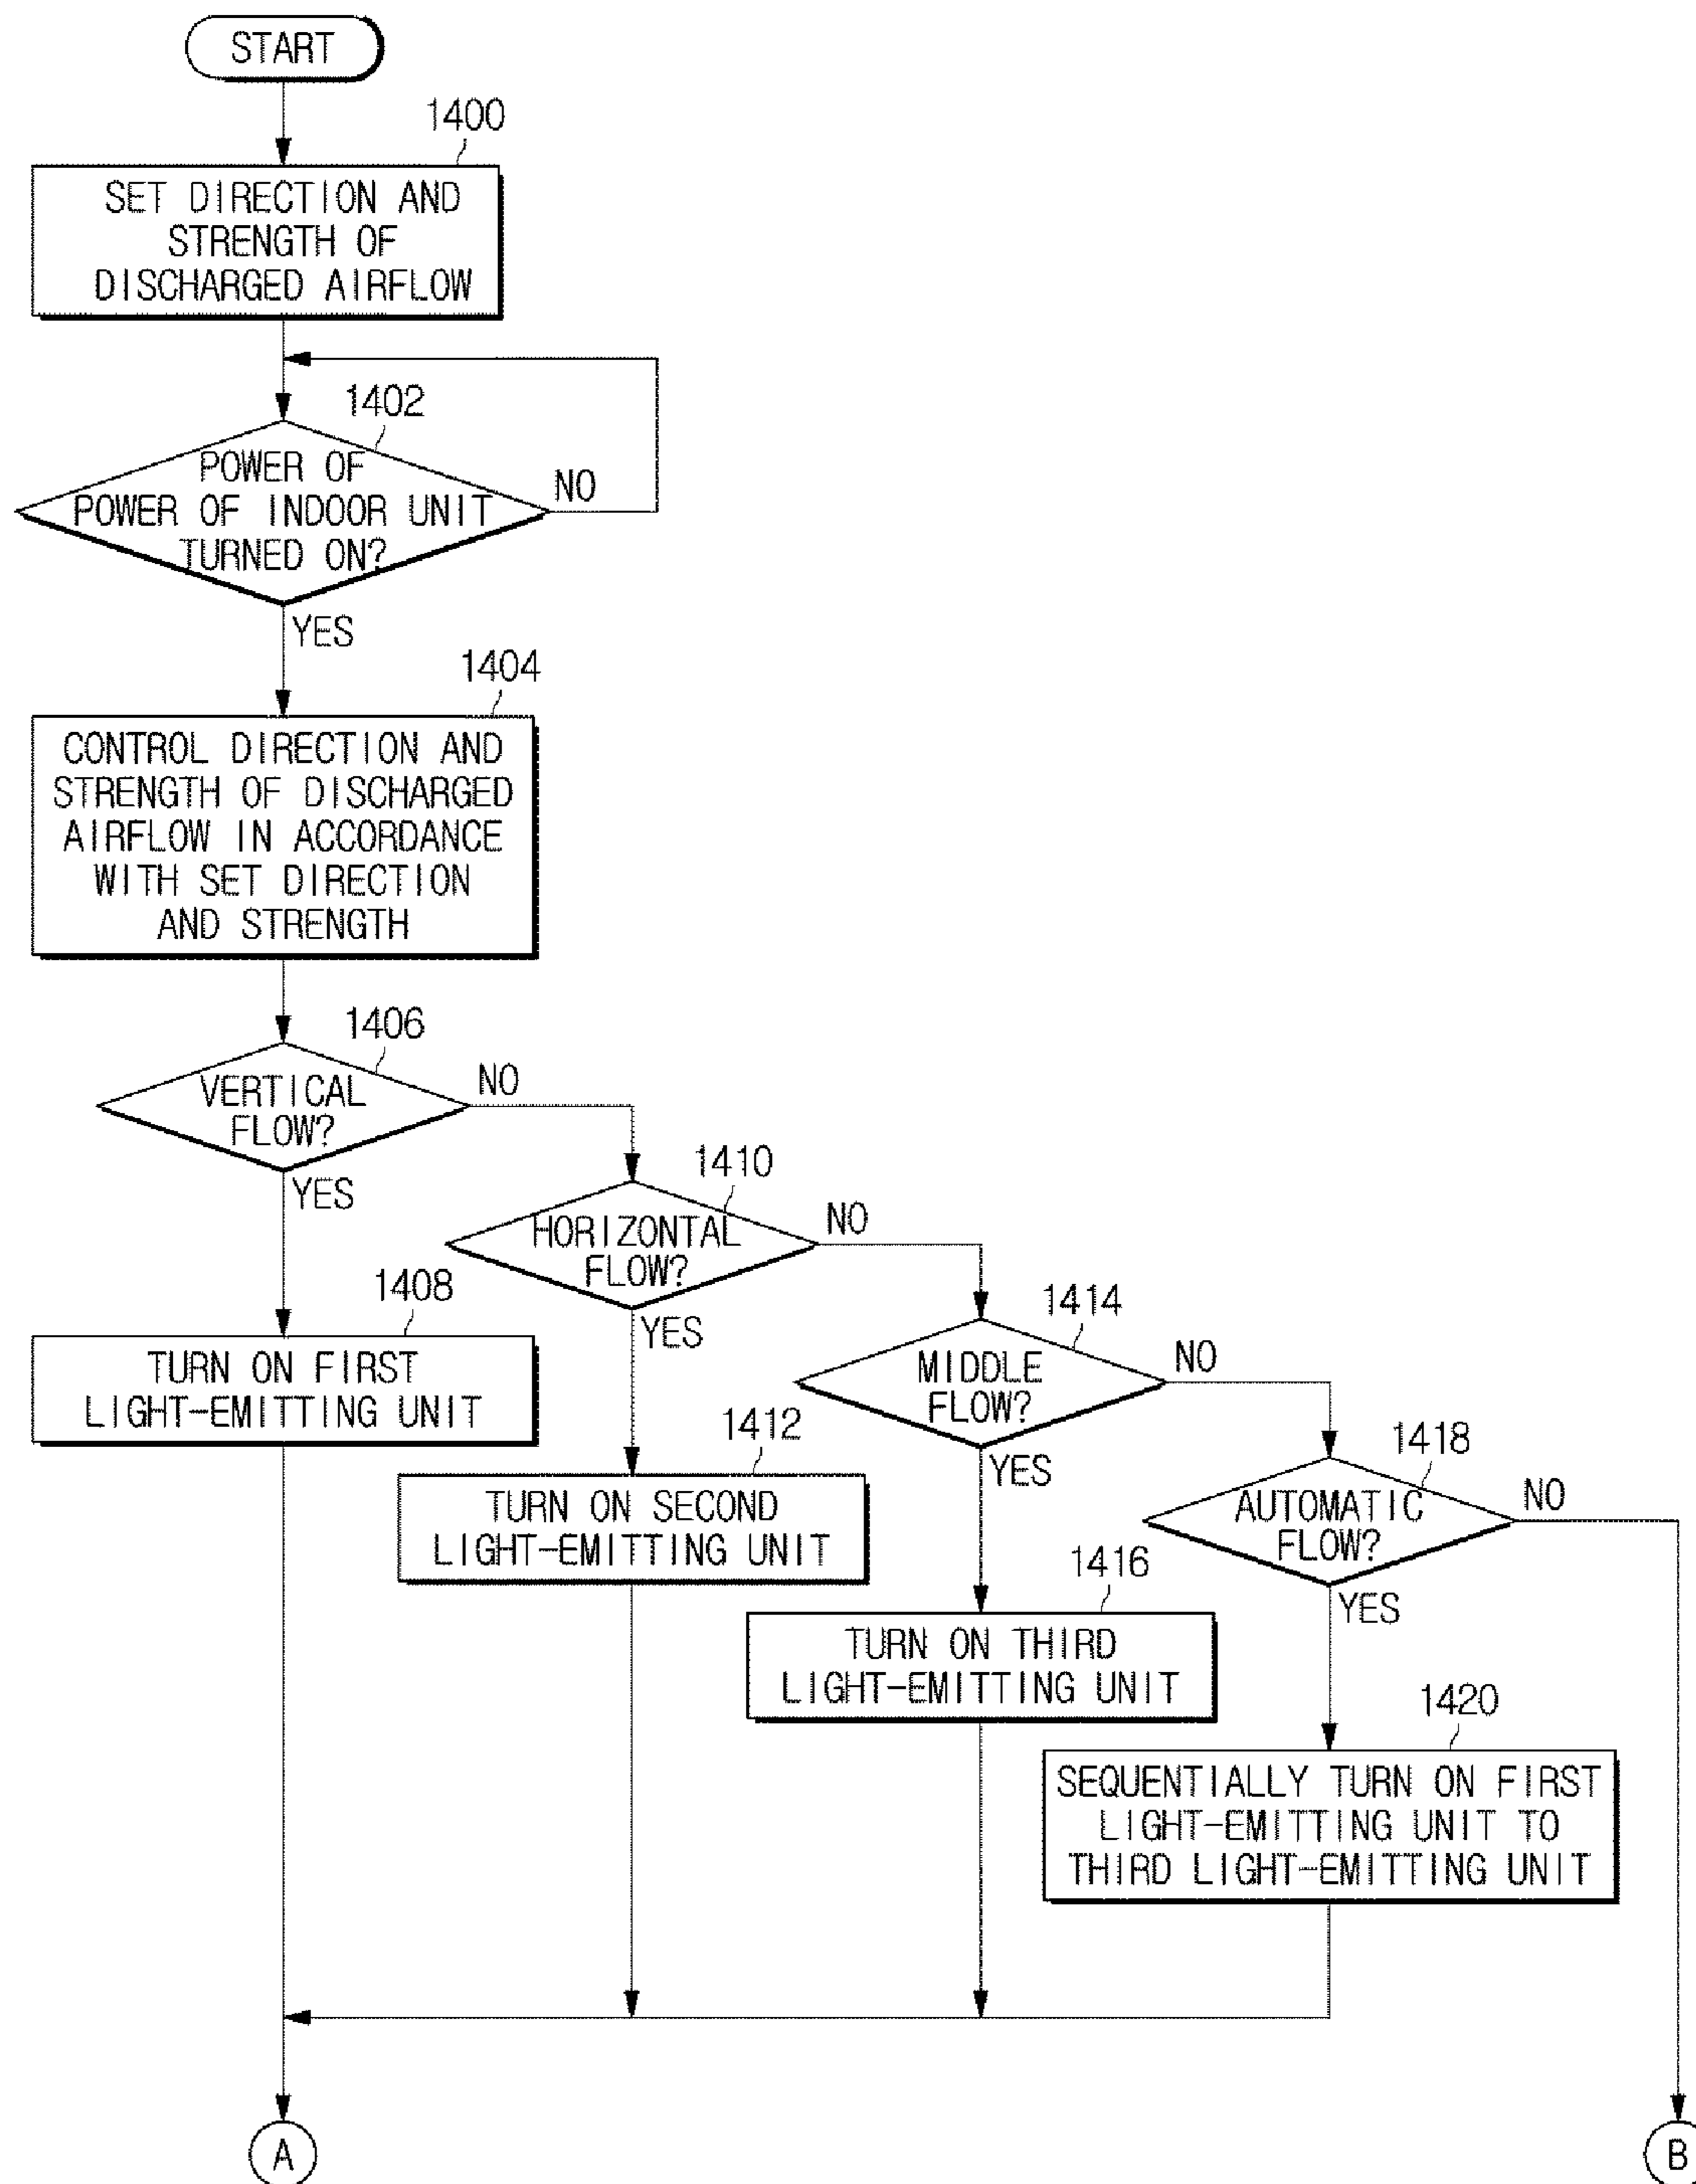 START
1400
SET DIRECTION AND
STRENGTH OF
DISCHARGED AIRFLOW
1402
POWER OF
POWER OF INDOOR UNIT
TURNED ON?
NO
YES
1404
CONTROL DIRECTION AND
STRENGTH OF DISCHARGED
AIRFLOW IN ACCORDANCE
WITH SET DIRECTION
AND STRENGTH
1406
VERTICAL
FLOW?
NO
YES
1408
TURN ON FIRST
LIGHT-EMITTING UNIT
1410
HORIZONTAL
FLOW?
NO
YES
1412
TURN ON SECOND
LIGHT-EMITTING UNIT
1414
MIDDLE
FLOW?
NO
YES
1416
TURN ON THIRD
LIGHT-EMITTING UNIT
1418
AUTOMATIC
FLOW?
NO
YES
1420
SEQUENTIALLY TURN ON FIRST
LIGHT-EMITTING UNIT TO
THIRD LIGHT-EMITTING UNIT
A
B